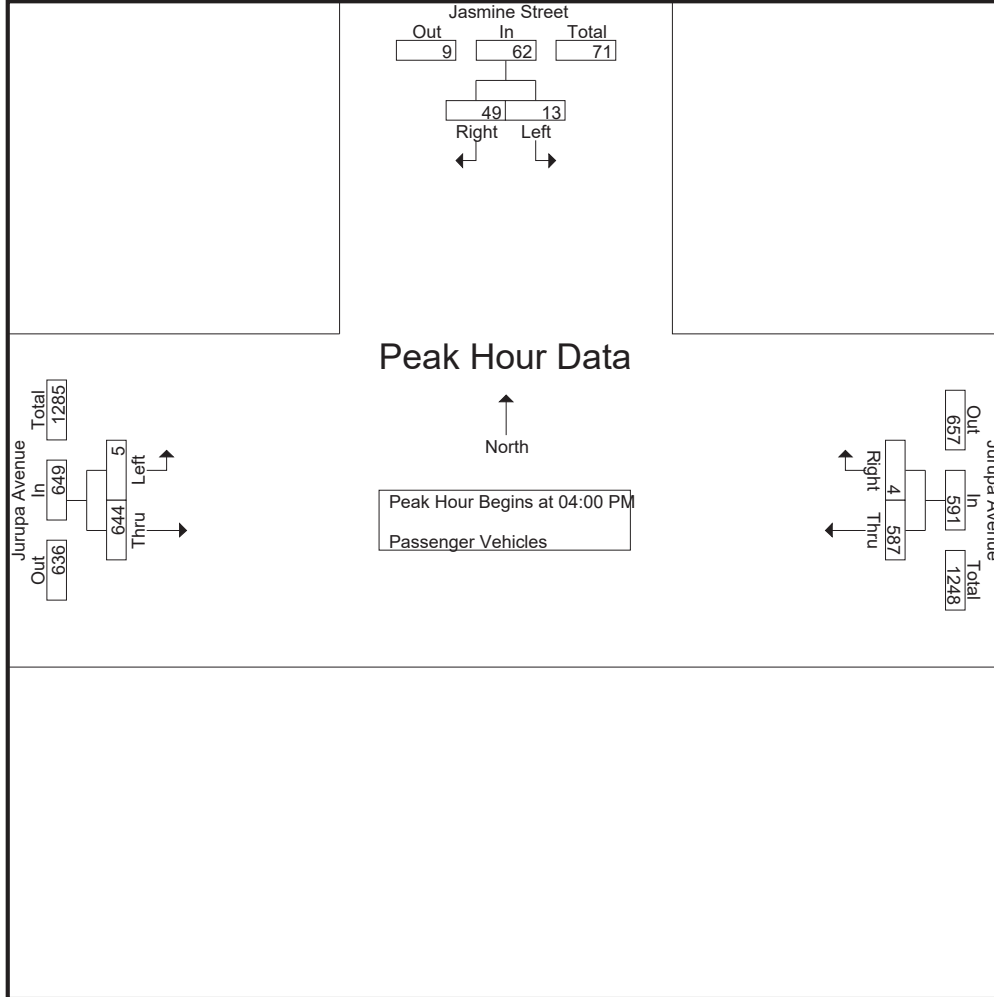 Jasmine Street
Out In Total
9 62 71
49 13
Right Left
Peak Hour Data
North
Peak Hour Begins at 04:00 PM
Passenger Vehicles
Jurupa Avenue
Out In Total
636 649 1285
Thru Left
644 5
Jurupa Avenue
Out In Total
657 591 1248
Right Thru
4 587